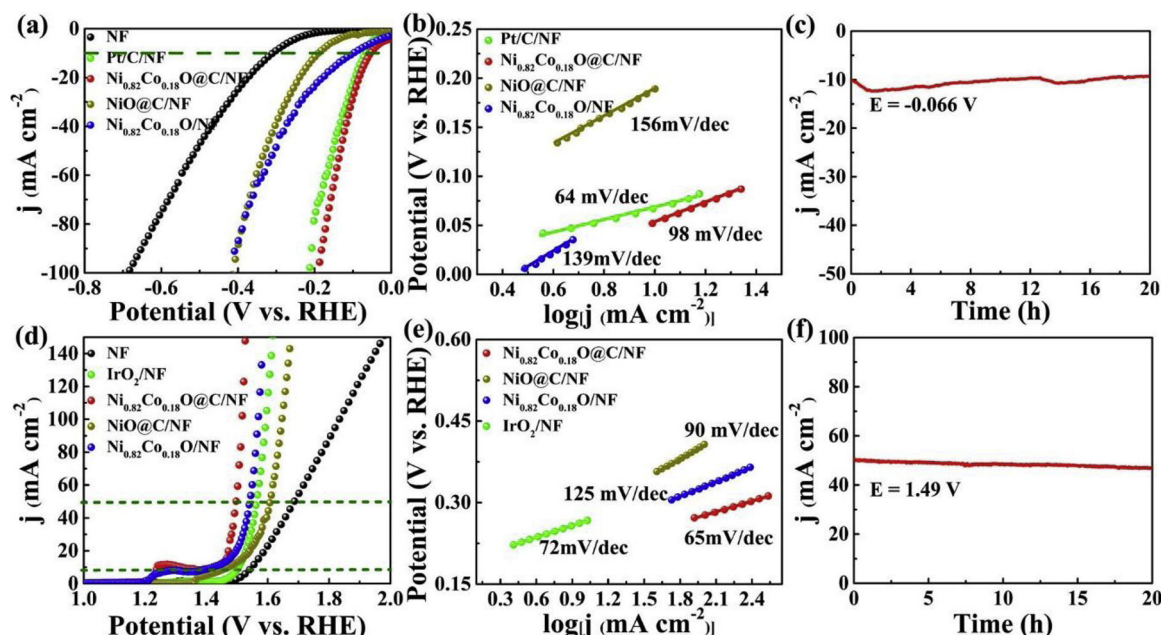 (a)
0
-20
-40
-60
-80
-100
j (mA cm⁻²)
NF
Pt/C/NF
Ni₀.₈₂Co₀.₁₈O@C/NF
NiO@C/NF
Ni₀.₈₂Co₀.₁₈O/NF
-0.8 -0.6 -0.4 -0.2 0.0
Potential (V vs. RHE)
(b)
0.25
0.20
0.15
0.10
0.05
0.00
Potential (V vs. RHE)
Pt/C/NF
Ni₀.₈₂Co₀.₁₈O@C/NF
NiO@C/NF
Ni₀.₈₂Co₀.₁₈O/NF
156mV/dec
64 mV/dec
98 mV/dec
139mV/dec
0.3 0.6 1.0 1.4
log[j (mA cm⁻²)]
(c)
0
-10
-20
-30
-40
-50
j (mA cm⁻²)
E = -0.066 V
0 5 10 15 20
Time (h)
(d)
140
120
100
80
60
40
20
0
j (mA cm⁻²)
NF
IrO₂/NF
Ni₀.₈₂Co₀.₁₈O@C/NF
NiO@C/NF
Ni₀.₈₂Co₀.₁₈O/NF
1.0 1.2 1.4 1.6 1.8 2.0
Potential (V vs. RHE)
(e)
0.60
0.45
0.30
0.15
Potential (V vs. RHE)
Ni₀.₈₂Co₀.₁₈O@C/NF
NiO@C/NF
Ni₀.₈₂Co₀.₁₈O/NF
IrO₂/NF
90 mV/dec
125 mV/dec
72mV/dec
65mV/dec
0.3 0.6 0.9 1.2 1.5 1.8 2.1 2.4
log[j (mA cm⁻²)]
(f)
100
80
60
40
20
0
j (mA cm⁻²)
E = 1.49 V
0 5 10 15 20
Time (h)